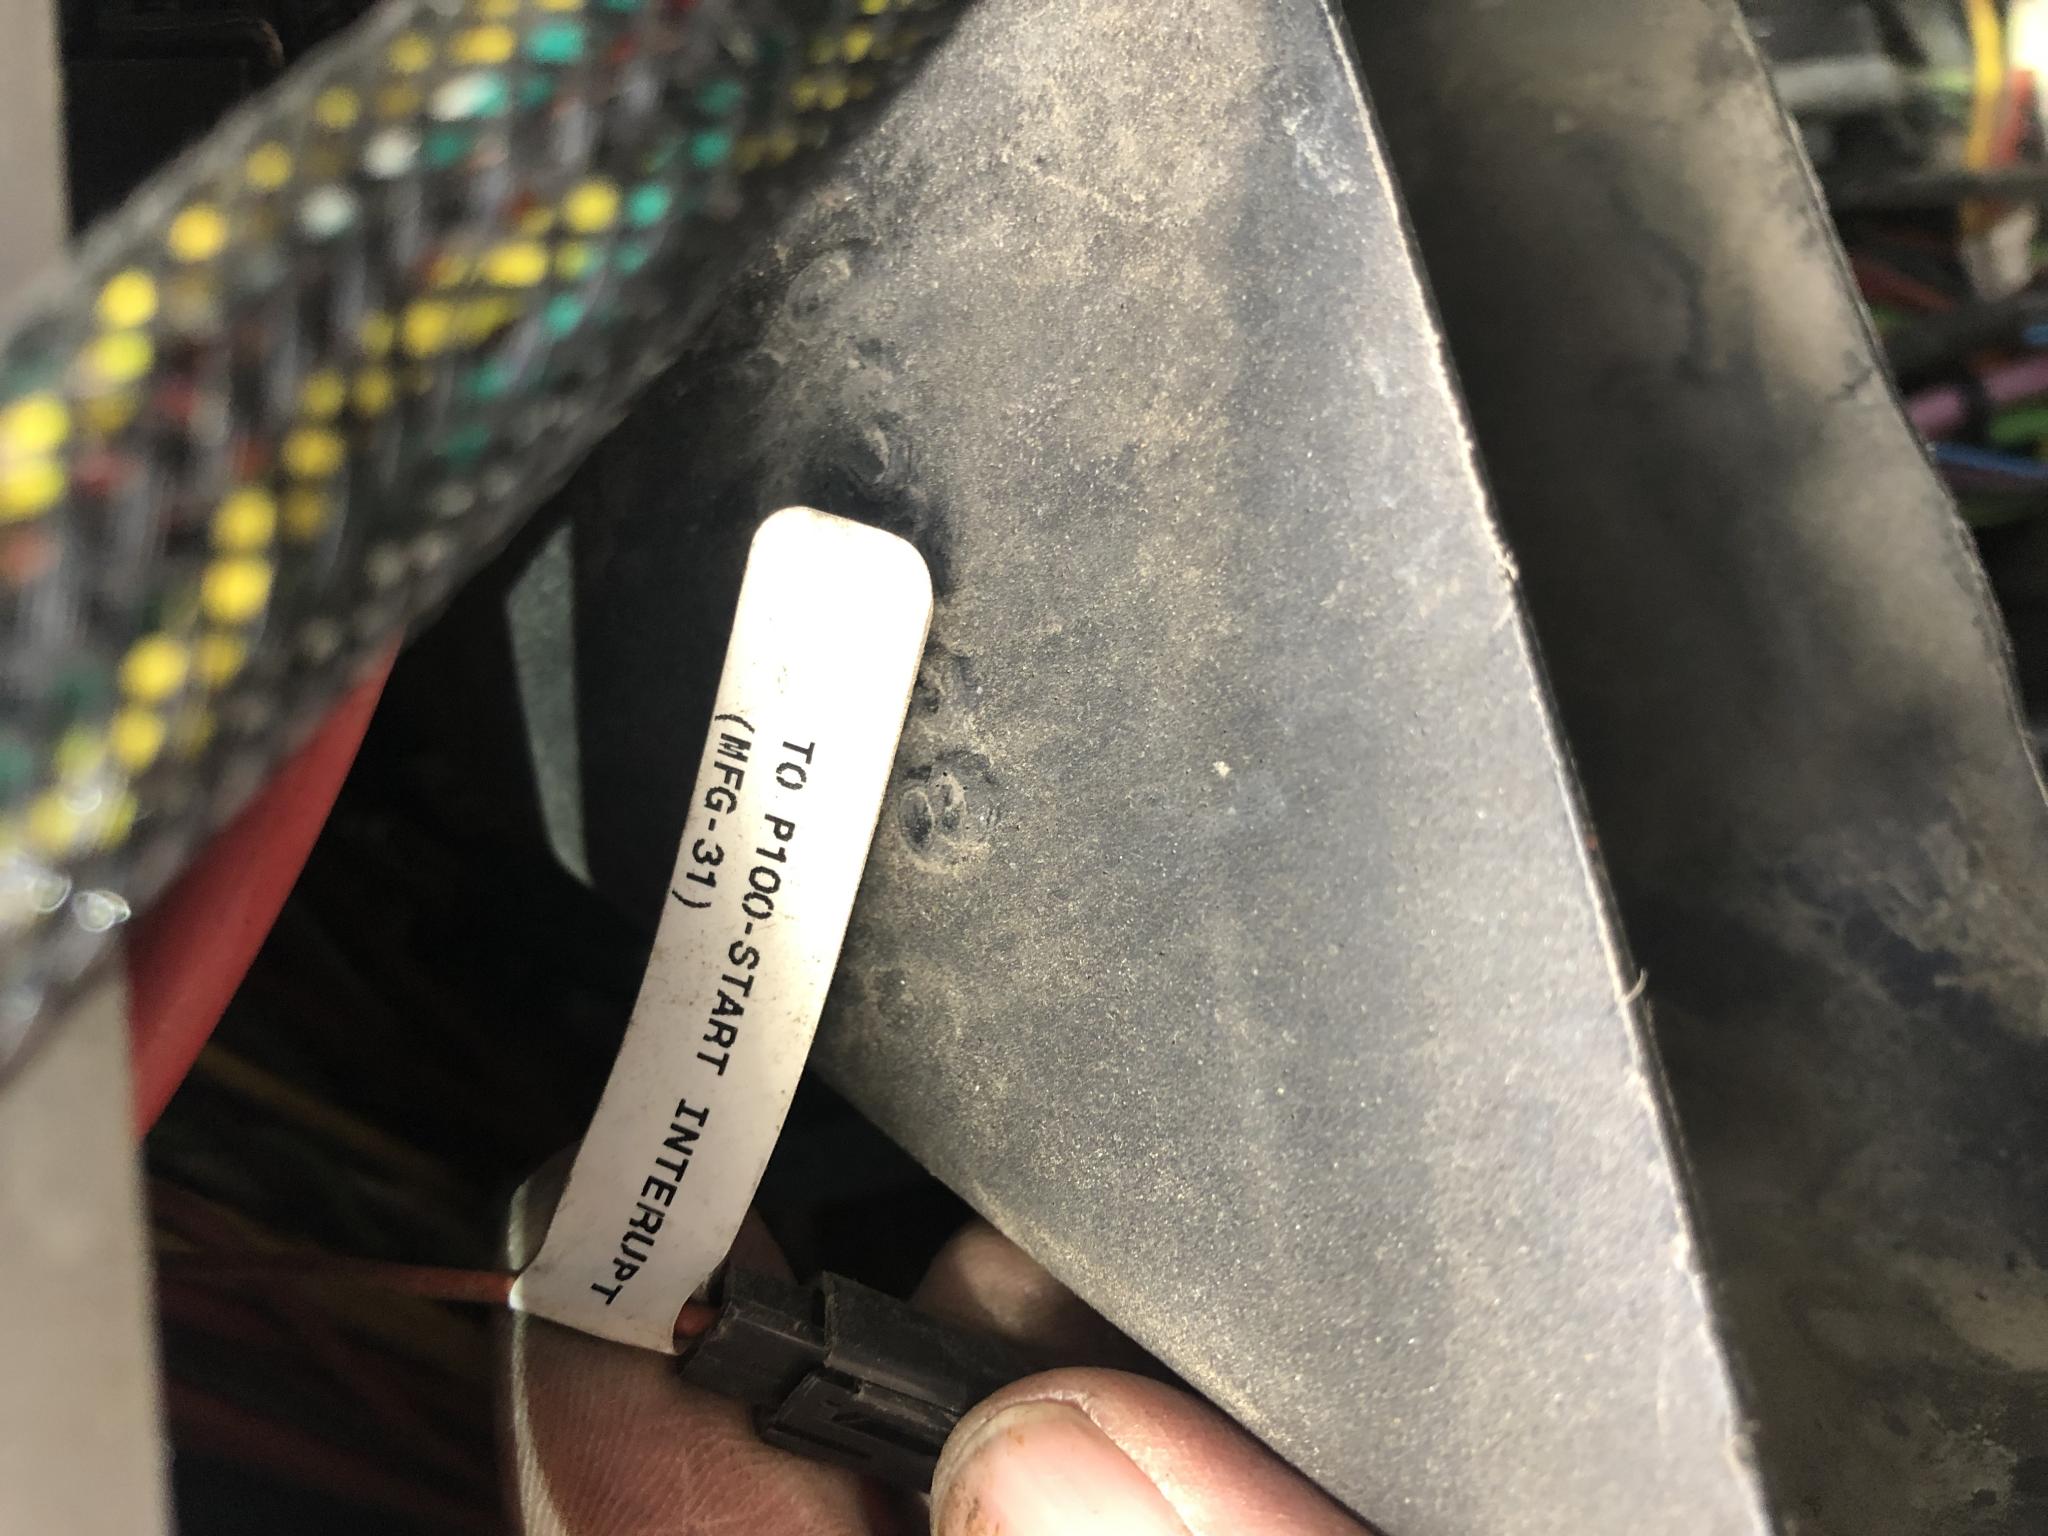 TO P100-START INTERUPT
(MFG-31)